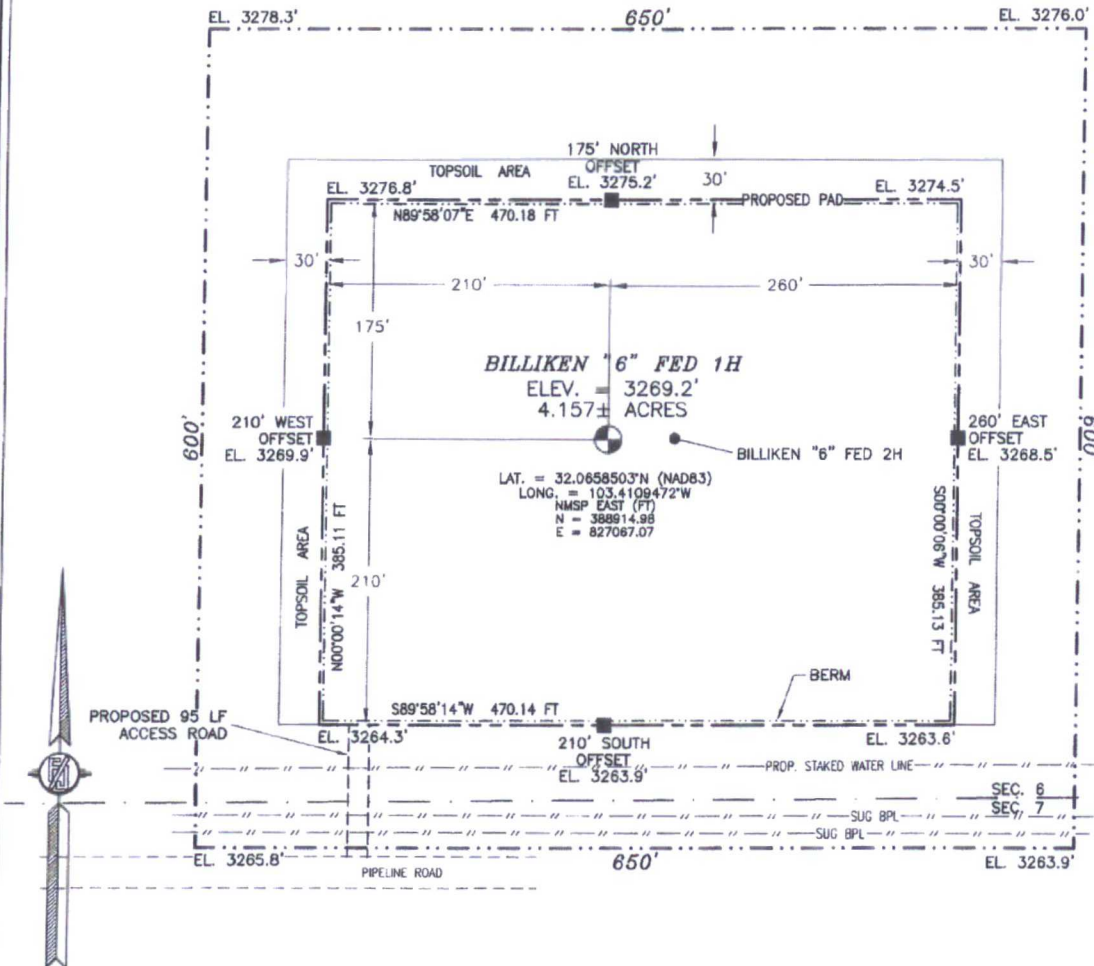 EL. 3278.3'
650'
EL. 3276.0'
175' NORTH
OFFSET
EL. 3275.2'
TOPSOIL AREA
30'
EL. 3276.8'
EL. 3274.5'
PROPOSED PAD
N89°58'07"E 470.18 FT
30'
30'
210'
260'
175'
BILLIKEN "6" FED 1H
ELEV. = 3269.2'
4.157± ACRES
210' WEST
OFFSET
EL. 3269.9'
260' EAST
OFFSET
EL. 3268.5'
600'
600'
BILLIKEN "6" FED 2H
LAT. = 32.0658503°N (NAD83)
LONG. = 103.4109472°W
NMSP EAST (FT)
N = 388914.98
E = 827067.07
TOPSOIL AREA
N00°00'14"W 385.11 FT
210'
S00°00'06"W 385.13 FT
TOPSOIL AREA
BERM
S89°58'14"W 470.14 FT
PROPOSED 95 LF
ACCESS ROAD
EL. 3264.3'
EL. 3263.6'
210' SOUTH
OFFSET
EL. 3263.9'
PROP. STAKED WATER LINE
SEC. 6
SEC. 7
SUG BPL
SUG BPL
EL. 3265.8'
650'
EL. 3263.9'
PIPELINE ROAD